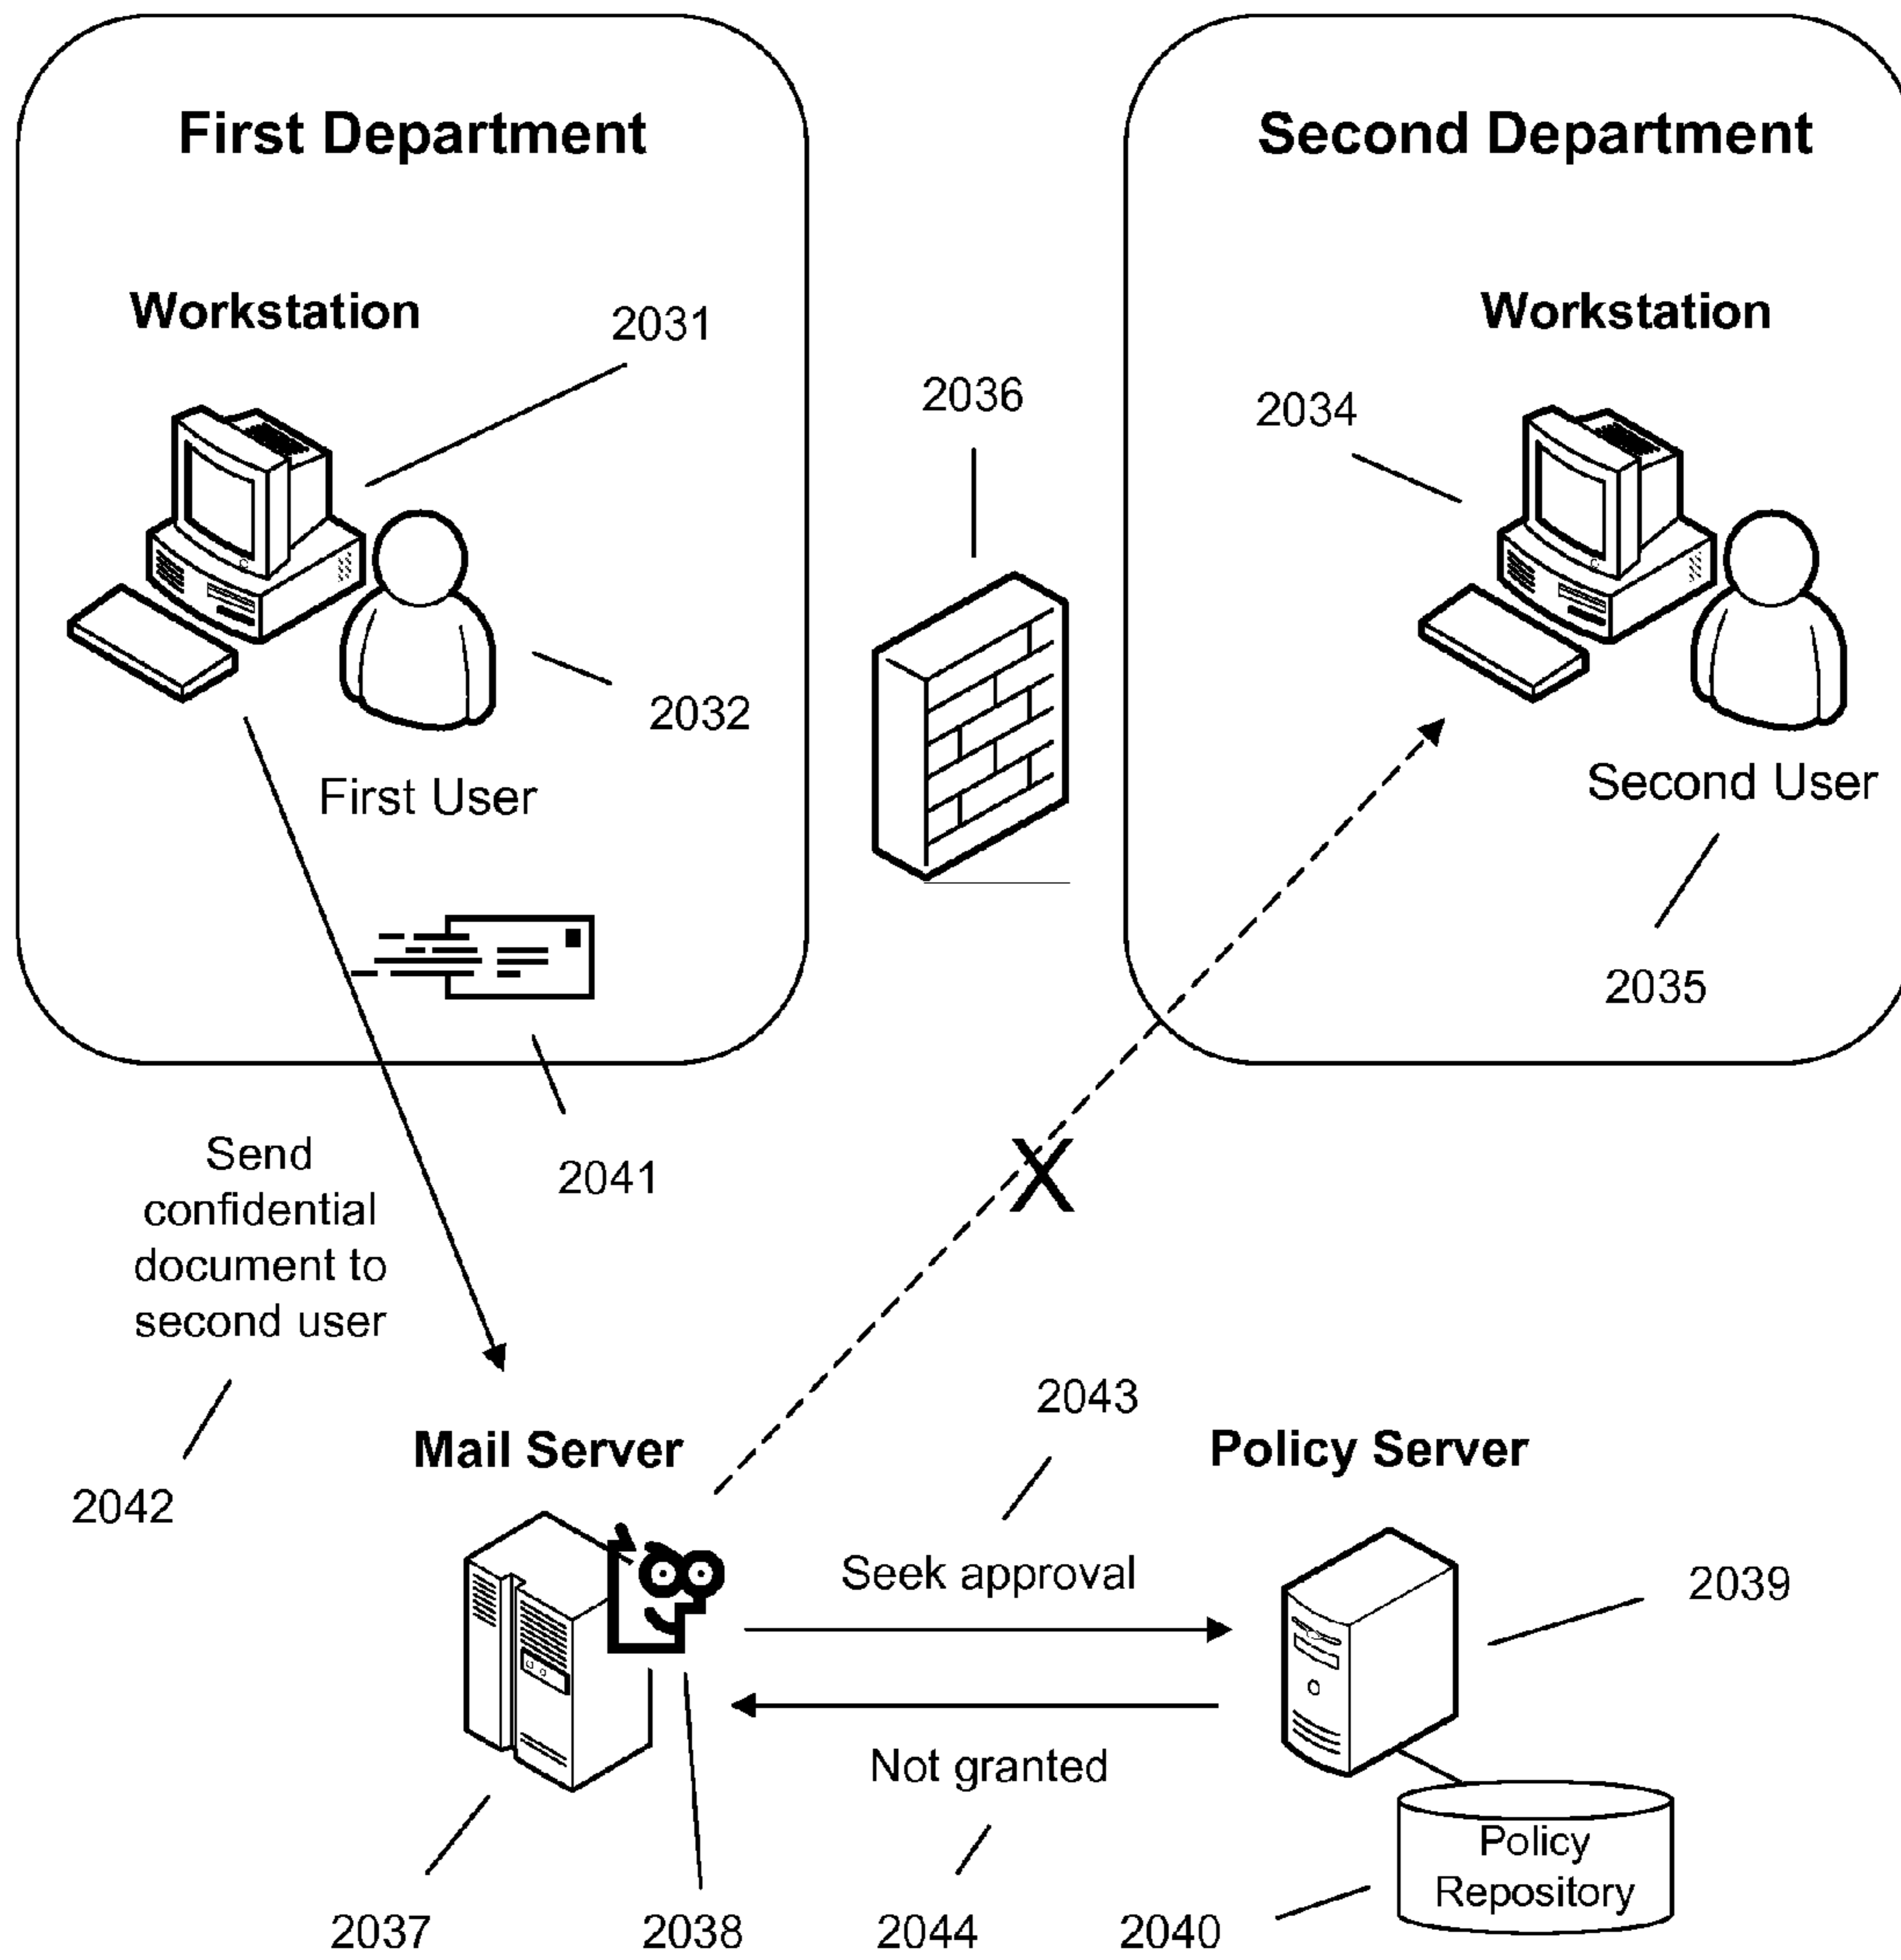 First Department
Second Department
Workstation
2031
Workstation
2036
2034
2032
First User
Second User
2035
2041
Send
confidential
document to
second user
X
2043
Mail Server
Policy Server
2042
Seek approval
2039
Not granted
Policy
Repository
2037
2038
2044
2040